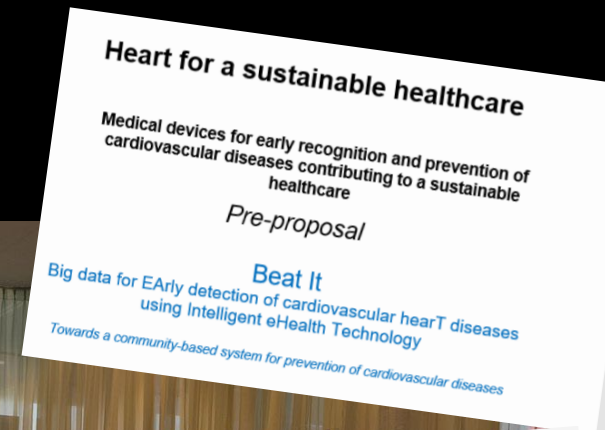 Heart for a sustainable healthcare
Medical devices for early recognition and prevention of
cardiovascular diseases contributing to a sustainable
healthcare
Pre-proposal
Beat It
Big data for EArly detection of cardiovascular hearT diseases
using Intelligent eHealth Technology
Towards a community-based system for prevention of cardiovascular diseases